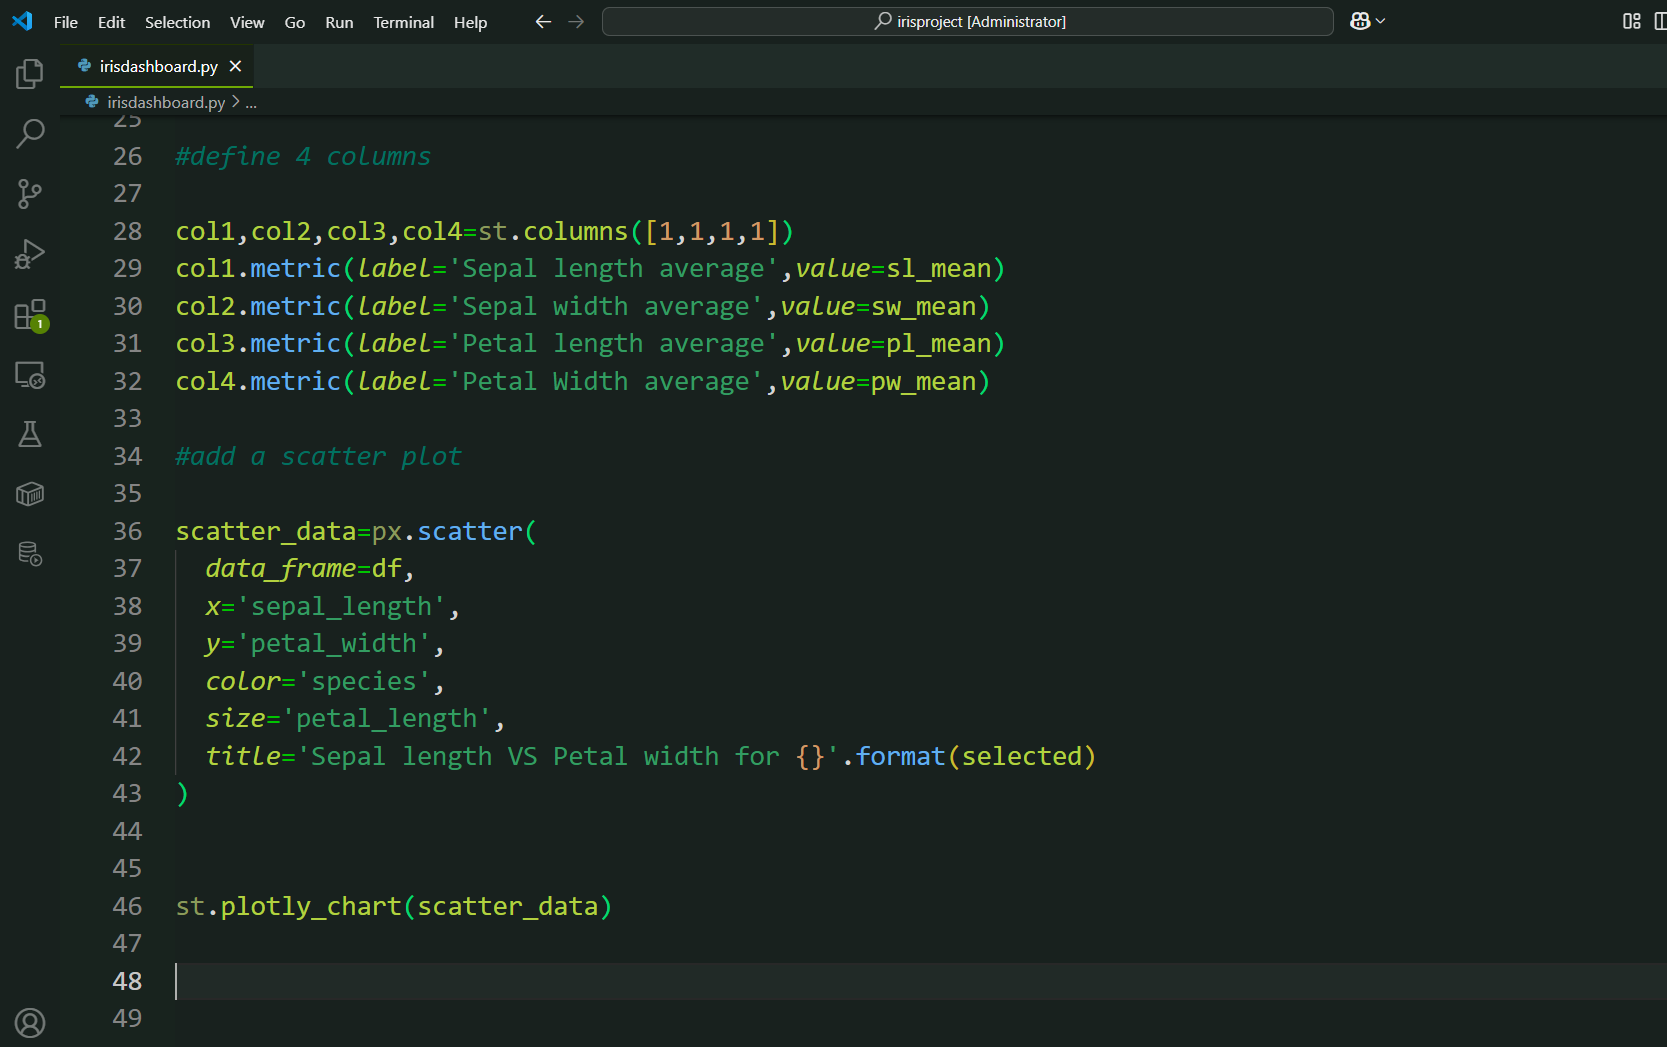 File Edit Selection View Go Run Terminal Help irisproject [Administrator]
irisdashboard.py
irisdashboard.py > ...
25
26 #define 4 columns
27
28 col1,col2,col3,col4=st.columns([1,1,1,1])
29 col1.metric(label='Sepal length average',value=sl_mean)
30 col2.metric(label='Sepal width average',value=sw_mean)
31 col3.metric(label='Petal length average',value=pl_mean)
32 col4.metric(label='Petal Width average',value=pw_mean)
33
34 #add a scatter plot
35
36 scatter_data=px.scatter(
37 data_frame=df,
38 x='sepal_length',
39 y='petal_width',
40 color='species',
41 size='petal_length',
42 title='Sepal length VS Petal width for {}'.format(selected)
43 )
44
45
46 st.plotly_chart(scatter_data)
47
48
49
1